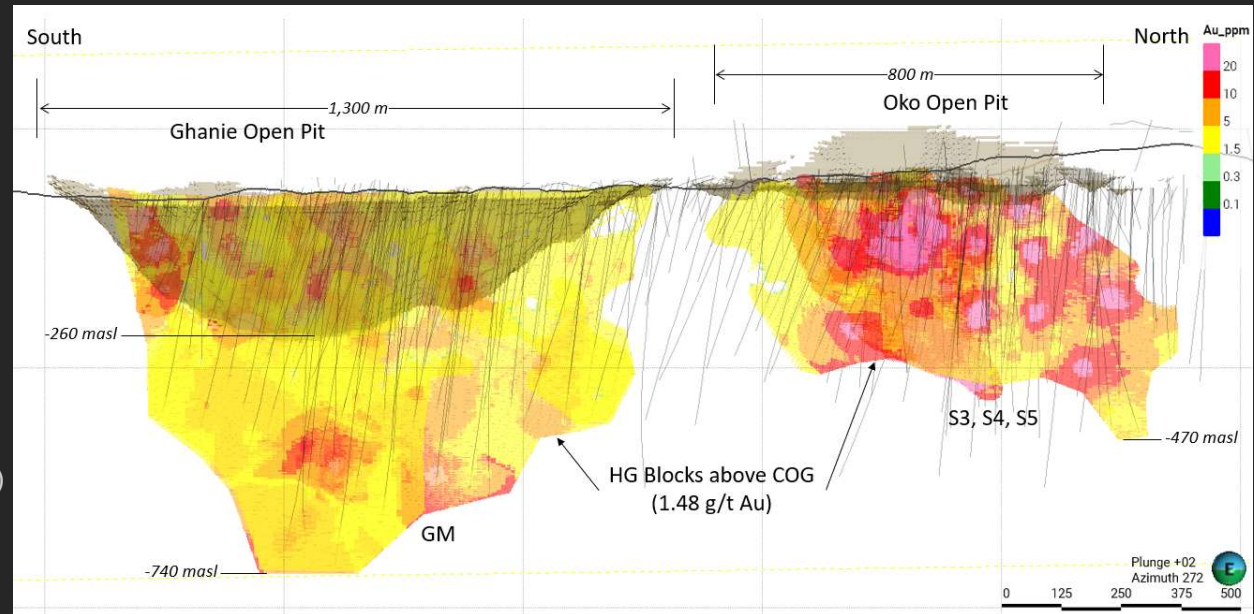 South
North
Au_ppm
20
10
5
1.5
0.3
0.1
800 m
Oko Open Pit
1,300 m
Ghanie Open Pit
-260 masl
S3, S4, S5
-470 masl
HG Blocks above COG
(1.48 g/t Au)
GM
-740 masl
Plunge +02
Azimuth 272
E
0 125 250 375 500